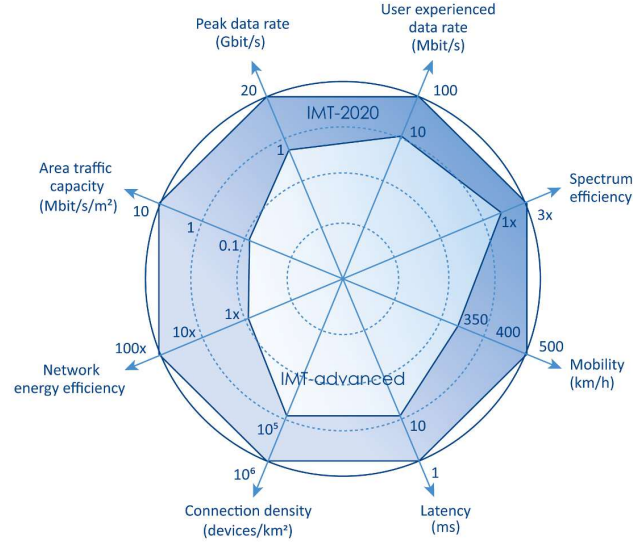 Peak data rate
(Gbit/s)
User experienced
data rate
(Mbit/s)
20
100
IMT-2020
1
10
Area traffic
capacity
(Mbit/s/m²)
Spectrum
efficiency
10
1
0.1
1x
3x
1x
350
10x
400
100x
500
Network
energy efficiency
Mobility
(km/h)
IMT-advanced
10⁵
10
10⁶
1
Connection density
(devices/km²)
Latency
(ms)